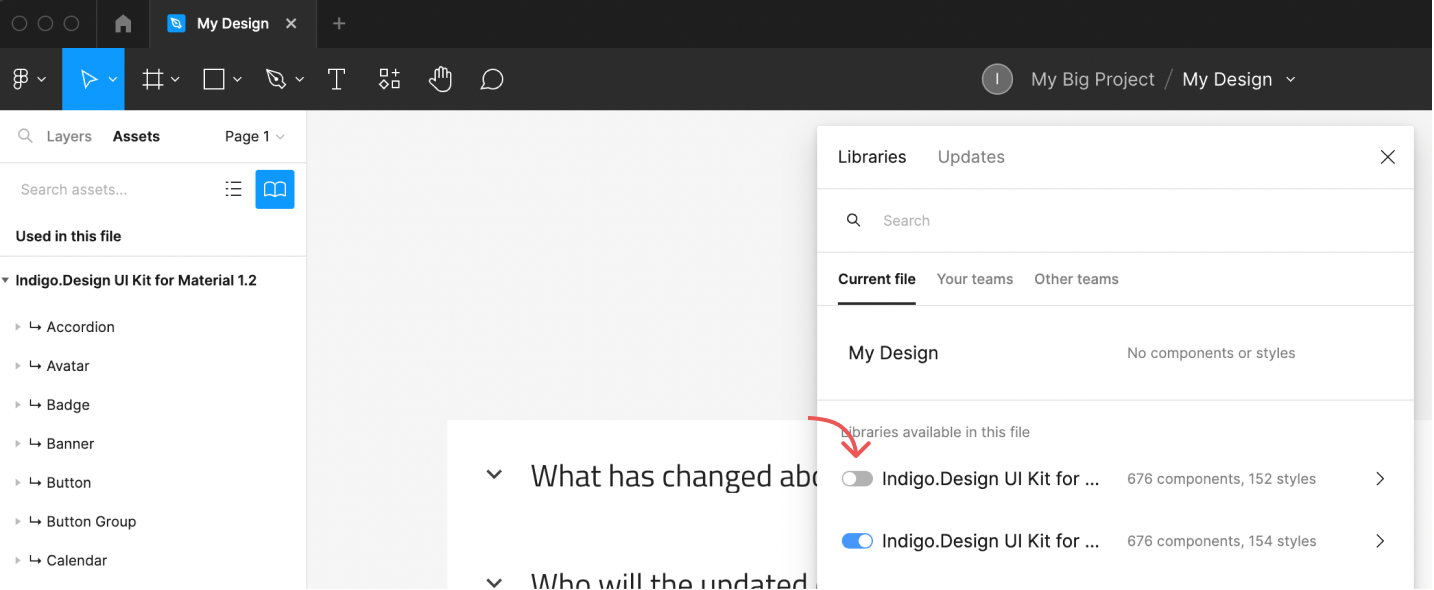 My Design
I My Big Project / My Design
Layers Assets Page 1
Search assets...
Used in this file
Indigo.Design UI Kit for Material 1.2
Accordion
Avatar
Badge
Banner
Button
Button Group
Calendar
Libraries Updates
Search
Current file Your teams Other teams
My Design No components or styles
Libraries available in this file
Indigo.Design UI Kit for ... 676 components, 152 styles
Indigo.Design UI Kit for ... 676 components, 154 styles
What has changed abo
Who will the updated